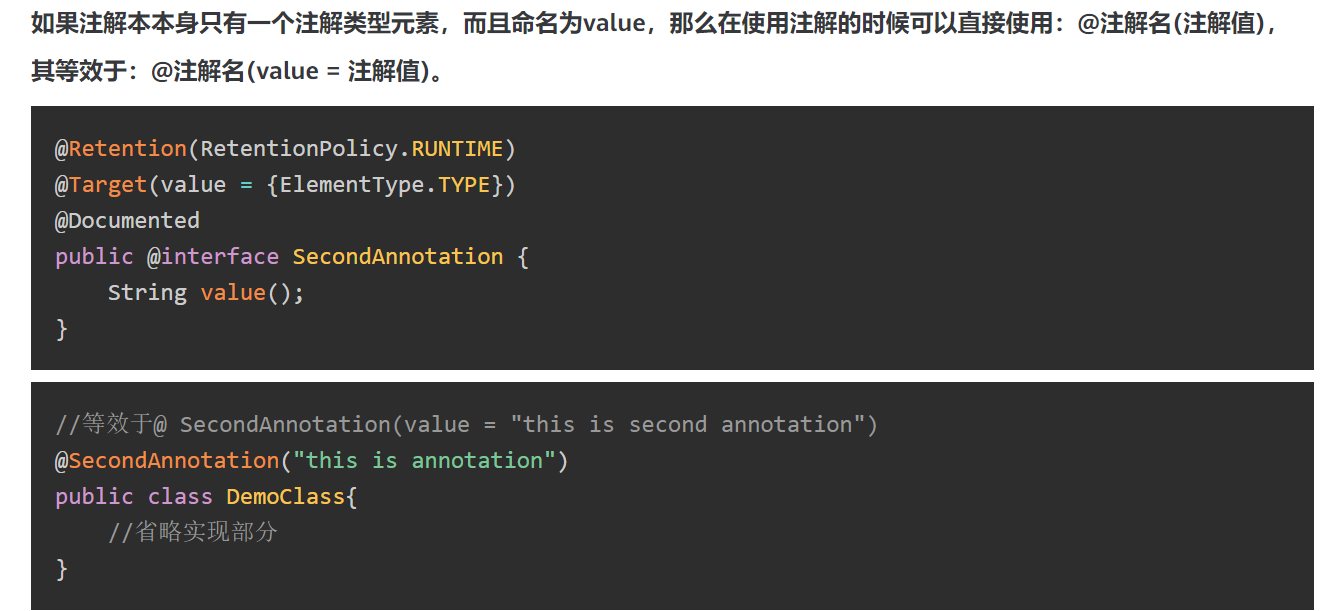 如果注解本本身只有一个注解类型元素，而且命名为value，那么在使用注解的时候可以直接使用：@注解名(注解值)，
其等效于：@注解名(value = 注解值)。
@Retention(RetentionPolicy.RUNTIME)
@Target(value = {ElementType.TYPE})
@Documented
public @interface SecondAnnotation {
    String value();
}
//等效于@ SecondAnnotation(value = "this is second annotation")
@SecondAnnotation("this is annotation")
public class DemoClass{
    //省略实现部分
}